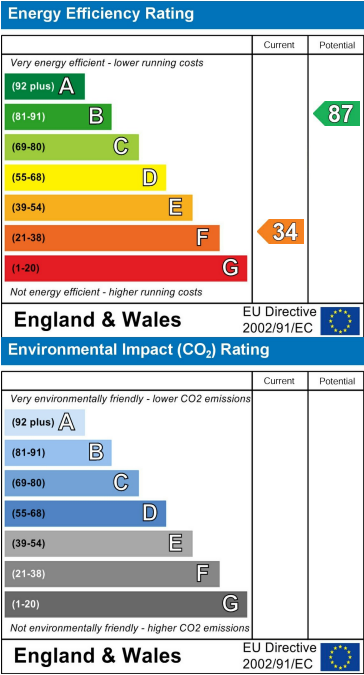 Energy Efficiency Rating
Current Potential
Very energy efficient - lower running costs
(92 plus) A
(81-91) B
87
(69-80) C
(55-68) D
(39-54) E
(21-38) F
34
(1-20) G
Not energy efficient - higher running costs
England & Wales
EU Directive
2002/91/EC
Environmental Impact (CO₂) Rating
Current Potential
Very environmentally friendly - lower CO2 emissions
(92 plus) A
(81-91) B
(69-80) C
(55-68) D
(39-54) E
(21-38) F
(1-20) G
Not environmentally friendly - higher CO2 emissions
England & Wales
EU Directive
2002/91/EC